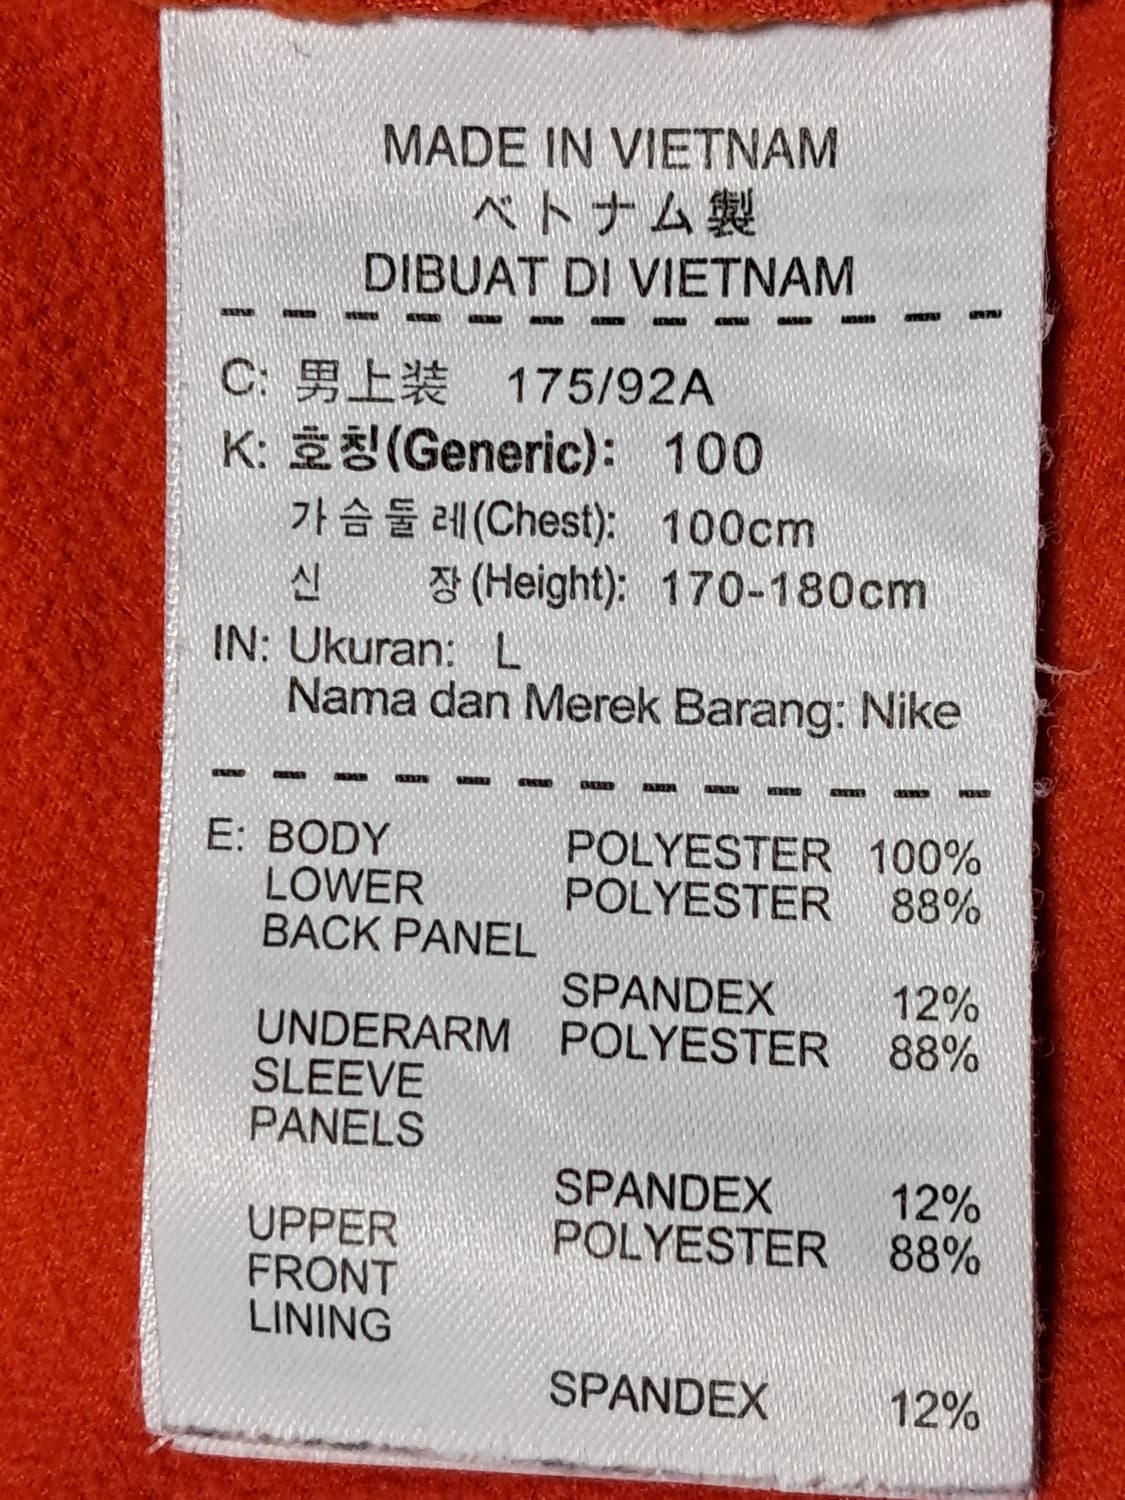 MADE IN VIETNAM
ベトナム製
DIBUAT DI VIETNAM
C: 男上装 175/92A
K: 호칭(Generic): 100
가슴둘레(Chest): 100cm
신 장(Height): 170-180cm
IN: Ukuran: L
Nama dan Merek Barang: Nike
E: BODY POLYESTER 100%
LOWER POLYESTER 88%
BACK PANEL
SPANDEX 12%
UNDERARM POLYESTER 88%
SLEEVE
PANELS
SPANDEX 12%
UPPER POLYESTER 88%
FRONT
LINING
SPANDEX 12%